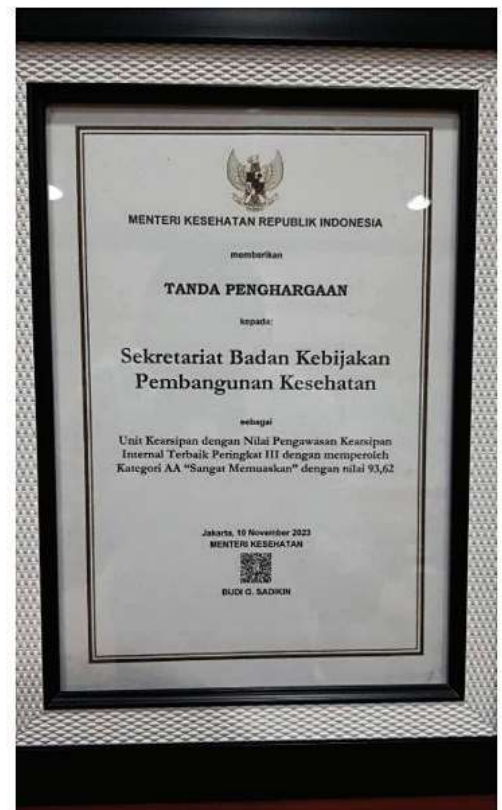 MENTERI KESEHATAN REPUBLIK INDONESIA
memberikan
TANDA PENGHARGAAN
kepada:
Sekretariat Badan Kebijakan
Pembangunan Kesehatan
sebagai
Unit Kearsipan dengan Nilai Pengawasan Kearsipan
Internal Terbaik Peringkat III dengan memperoleh
Kategori AA “Sangat Memuaskan” dengan nilai 93,62
Jakarta, 10 November 2023
MENTERI KESEHATAN
BUDI G. SADIKIN